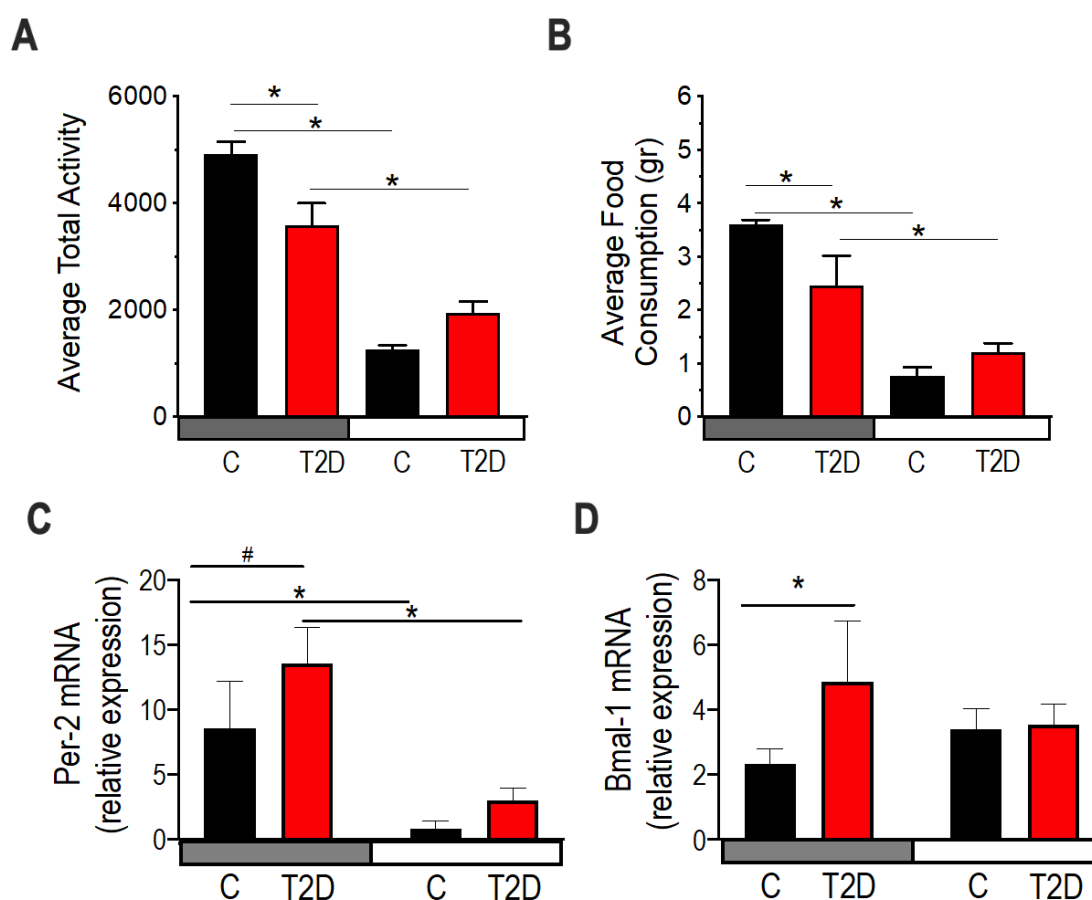 A
Average Total Activity
6000
4000
2000
0
*
*
*
C T2D C T2D
B
Average Food
Consumption (gr)
6
5
4
3
2
1
0
*
*
*
C T2D C T2D
C
Per-2 mRNA
(relative expression)
20
15
10
5
0
#
*
*
C T2D C T2D
D
Bmal-1 mRNA
(relative expression)
8
6
4
2
0
*
C T2D C T2D